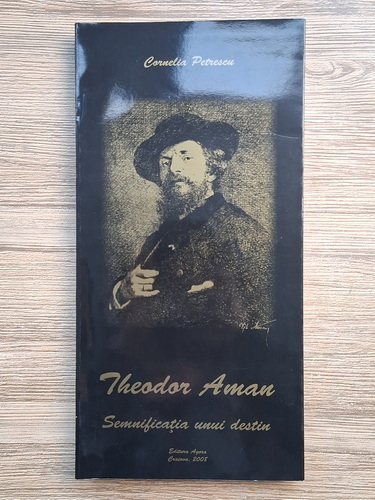 Cornelia Petrescu
Theodor Aman
Semnificația unui destin
Editura Agora
Craiova, 2008